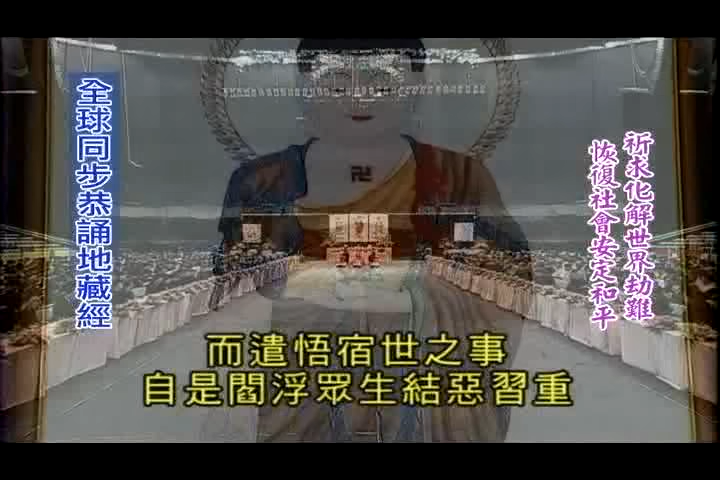 全球同步恭誦地藏經
祈求化解世界劫難
恢復社會安定和平
而遣悟宿世之事
自是閻浮眾生結惡習重